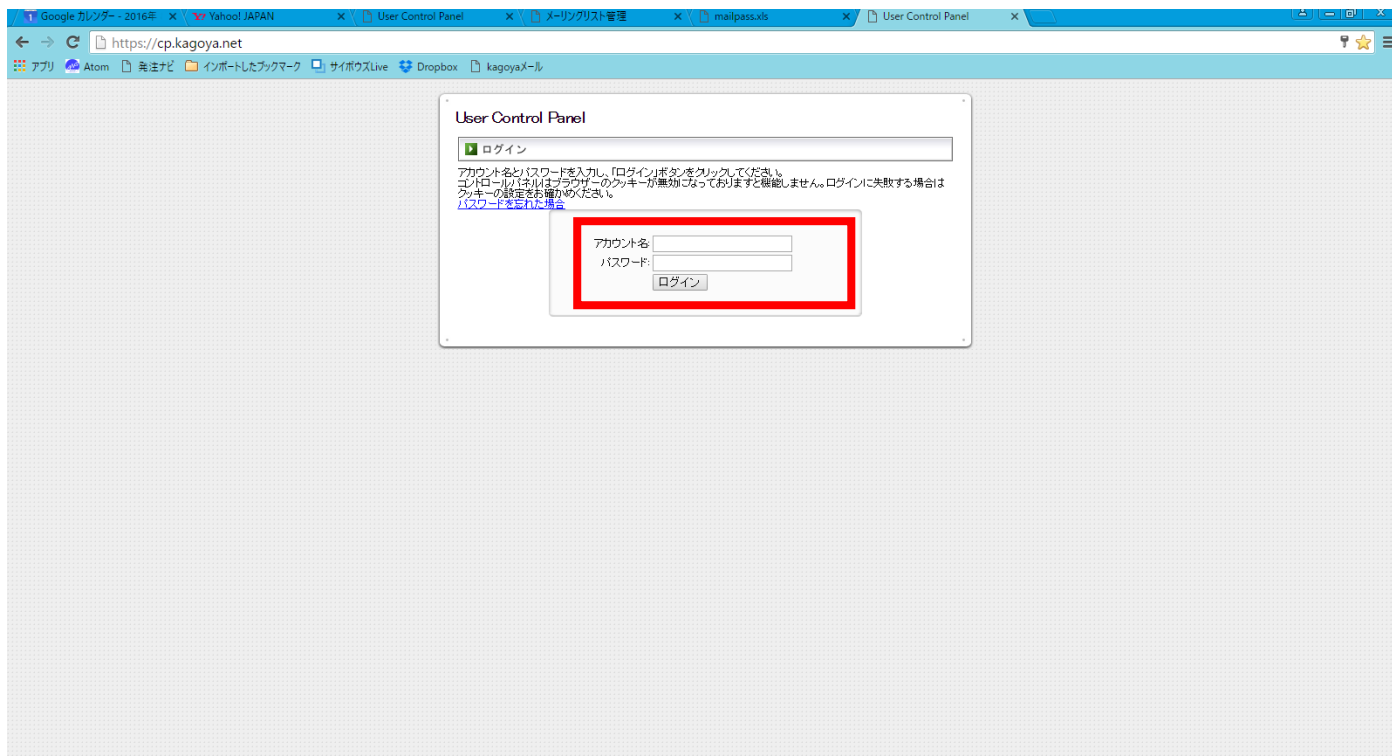 Google カレンダー - 2016年
Yahoo! JAPAN
User Control Panel
メーリングリスト管理
mailpass.xls
User Control Panel
https://cp.kagoya.net
アプリ
Atom
発注ナビ
インポートしたブックマーク
サイボウズLive
Dropbox
kagoyaメール
User Control Panel
ログイン
アカウント名とパスワードを入力し、「ログイン」ボタンをクリックしてください。
コントロールパネルはブラウザーのクッキーが無効になっておりますと機能しません。ログインに失敗する場合は
クッキーの設定をお確かめください。
パスワードを忘れた場合
アカウント名:
パスワード:
ログイン